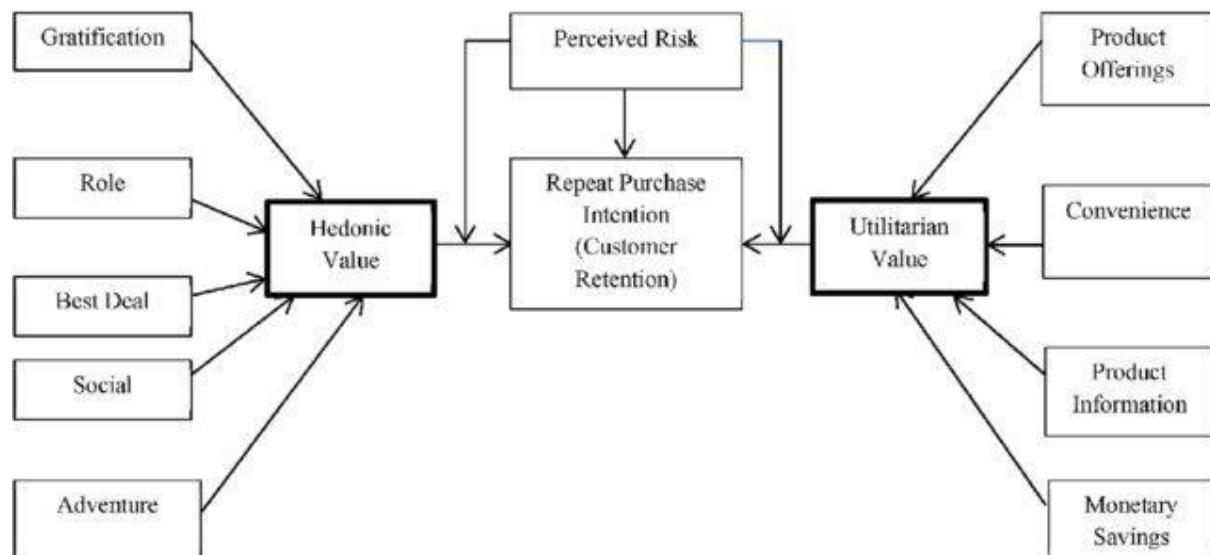 Gratification
Role
Best Deal
Social
Adventure
Hedonic
Value
Perceived Risk
Repeat Purchase
Intention
(Customer
Retention)
Utilitarian
Value
Product
Offerings
Convenience
Product
Information
Monetary
Savings